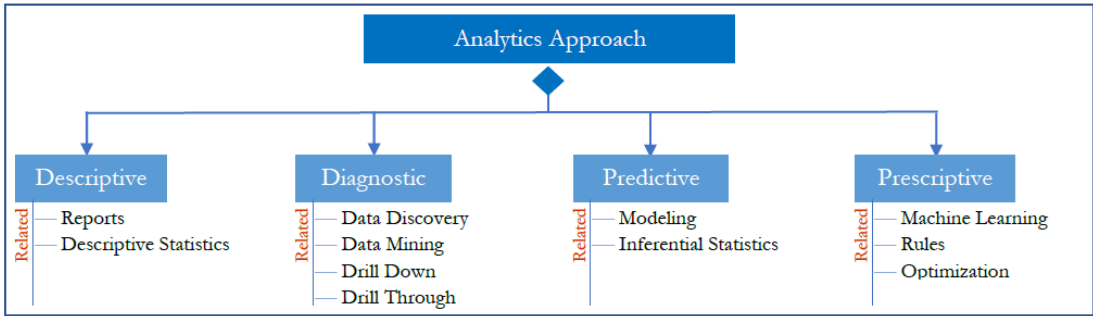 Analytics Approach
Descriptive
Related
Reports
Descriptive Statistics
Diagnostic
Related
Data Discovery
Data Mining
Drill Down
Drill Through
Predictive
Related
Modeling
Inferential Statistics
Prescriptive
Related
Machine Learning
Rules
Optimization